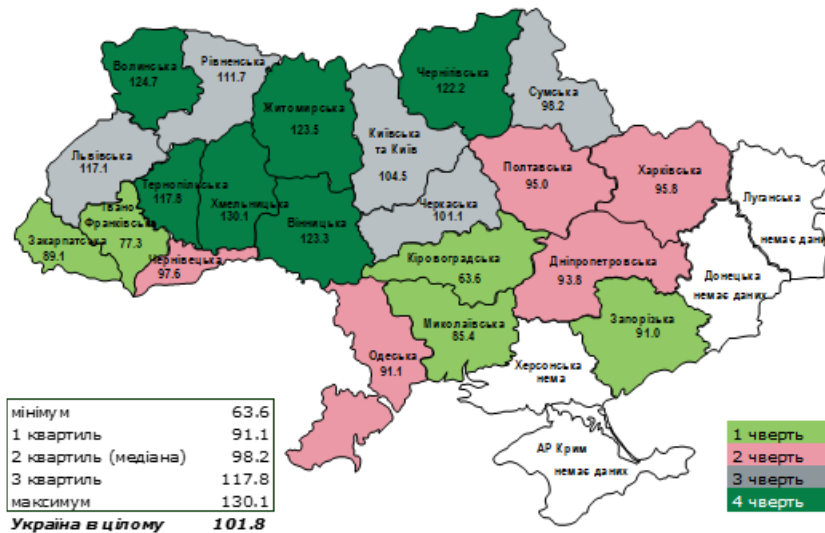 Волинська
124.7
Рівненська
111.7
Житомирська
123.5
Київська
та Київ
104.5
Чернігівська
122.2
Сумська
98.2
Львівська
117.1
Тернопільська
117.8
Хмельницька
130.1
Вінницька
123.3
Черкаська
101.1
Полтавська
95.0
Харківська
95.8
Луганська
немає даних
Івано
Франківська
77.3
Закарпатська
89.1
Чернівецька
97.6
Кіровоградська
63.6
Дніпропетровська
93.8
Донецька
немає даних
Миколаївська
85.4
Запорізька
91.0
Одеська
91.1
Херсонська
нема
АР Крим
немає даних
мінімум 63.6
1 квартиль 91.1
2 квартиль (медіана) 98.2
3 квартиль 117.8
максимум 130.1
Україна в цілому 101.8
1 чверть
2 чверть
3 чверть
4 чверть